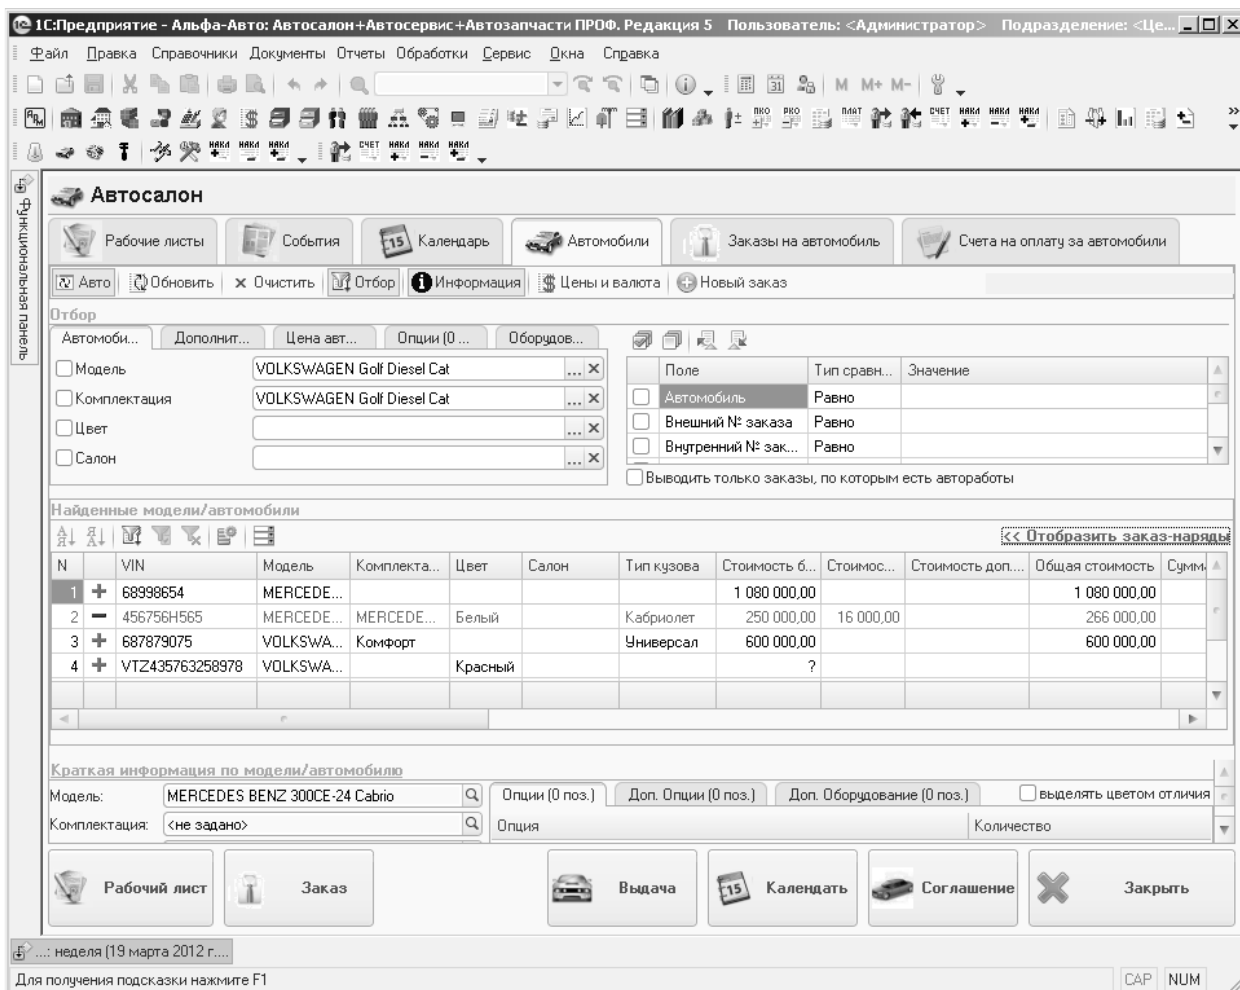 1С:Предприятие - Альфа-Авто: Автосалон+Автосервис+Автозапчасти ПРОФ. Редакция 5 Пользователь: <Администратор> Подразделение: <Це...
Файл Правка Справочники Документы Отчеты Обработки Сервис Окна Справка
M M+ M-
ПКО РКО ПЛАТ СЧЕТ НАКЛ НАКЛ НАКЛ
НАКЛ НАКЛ НАКЛ СЧЕТ НАКЛ НАКЛ НАКЛ
Функциональная панель
Автосалон
Рабочие листы События Календарь Автомобили Заказы на автомобиль Счета на оплату за автомобили
Авто Обновить Очистить Отбор Информация Цены и валюта Новый заказ
Отбор
Автомоби... Дополнит... Цена авт... Опции (0 ... Оборудов...
Модель VOLKSWAGEN Golf Diesel Cat ... X
Комплектация VOLKSWAGEN Golf Diesel Cat ... X
Цвет ... X
Салон ... X
Поле Тип сравн... Значение
Автомобиль Равно
Внешний № заказа Равно
Внутренний № зак... Равно
Выводить только заказы, по которым есть автоработы
Найденные модели/автомобили
<< Отобразить заказ-наряды
N VIN Модель Комплекта... Цвет Салон Тип кузова Стоимость б... Стоимос... Стоимость доп.... Общая стоимость Сумм
1 68998654 MERCEDE... 1 080 000,00 1 080 000,00
2 456756H565 MERCEDE... MERCEDE... Белый Кабриолет 250 000,00 16 000,00 266 000,00
3 687879075 VOLKSWA... Комфорт Универсал 600 000,00 600 000,00
4 VTZ435763258978 VOLKSWA... Красный ?
Краткая информация по модели/автомобилю
Модель: MERCEDES BENZ 300CE-24 Cabrio
Комплектация: <не задано>
Опции (0 поз.) Доп. Опции (0 поз.) Доп. Оборудование (0 поз.) выделять цветом отличия
Опция Количество
Рабочий лист Заказ Выдача Календать Соглашение Закрыть
...: неделя (19 марта 2012 г....
Для получения подсказки нажмите F1 CAP NUM